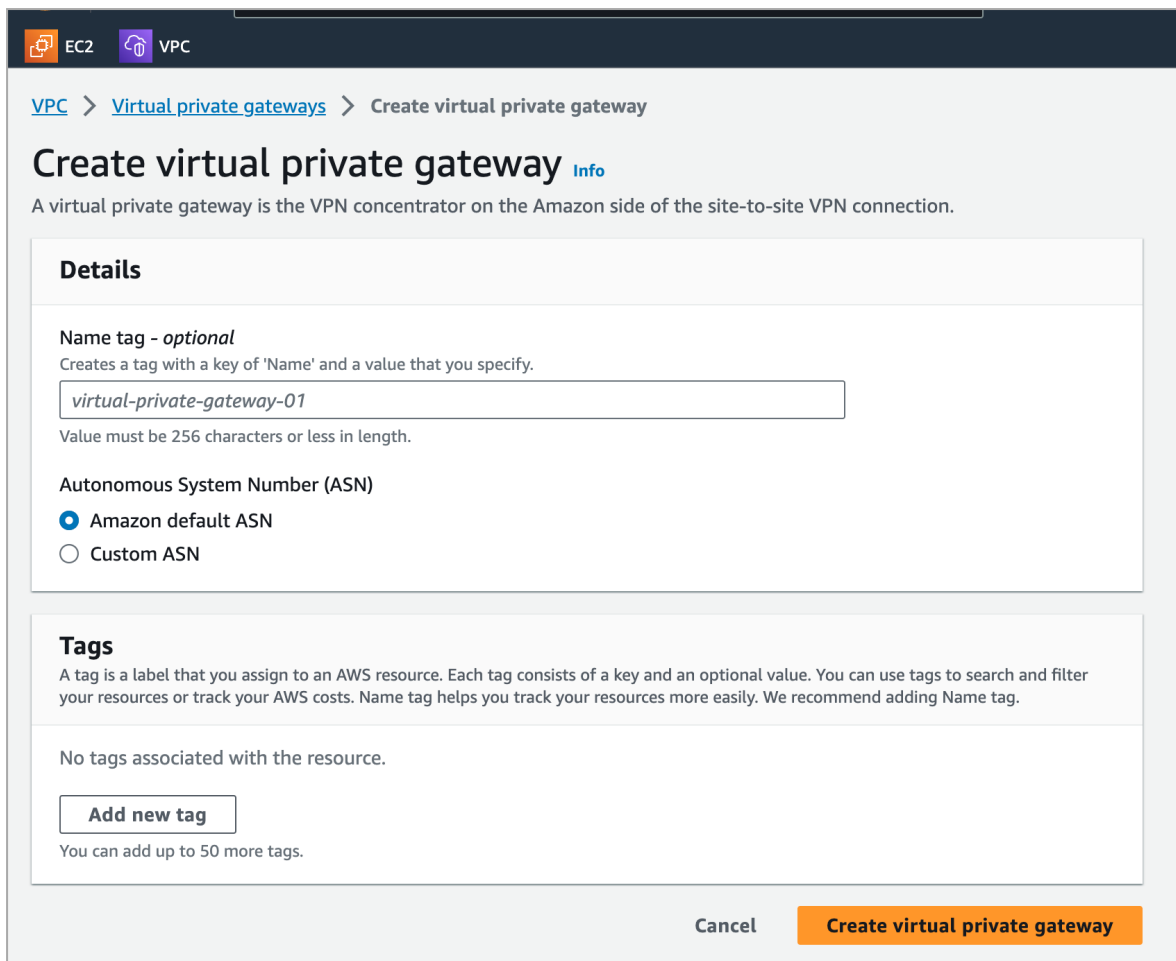 EC2 VPC
VPC > Virtual private gateways > Create virtual private gateway
Create virtual private gateway Info
A virtual private gateway is the VPN concentrator on the Amazon side of the site-to-site VPN connection.
Details
Name tag - optional
Creates a tag with a key of 'Name' and a value that you specify.
virtual-private-gateway-01
Value must be 256 characters or less in length.
Autonomous System Number (ASN)
Amazon default ASN
Custom ASN
Tags
A tag is a label that you assign to an AWS resource. Each tag consists of a key and an optional value. You can use tags to search and filter
your resources or track your AWS costs. Name tag helps you track your resources more easily. We recommend adding Name tag.
No tags associated with the resource.
Add new tag
You can add up to 50 more tags.
Cancel Create virtual private gateway